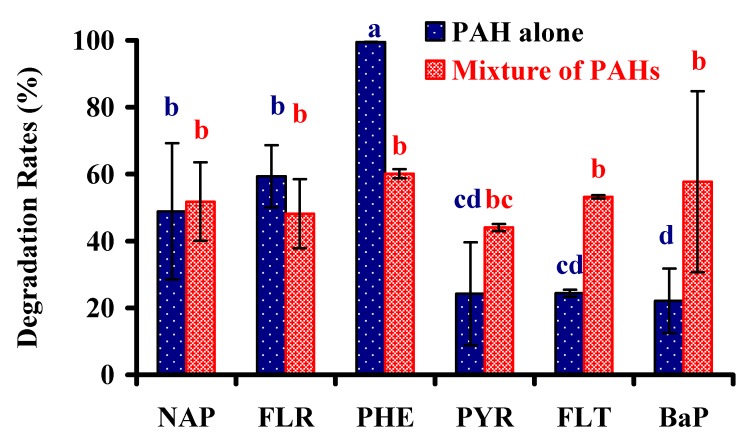 PAH alone
Mixture of PAHs
Degradation Rates (%)
100
80
60
40
20
0
b b b b a b cd bc cd b d b
NAP FLR PHE PYR FLT BaP